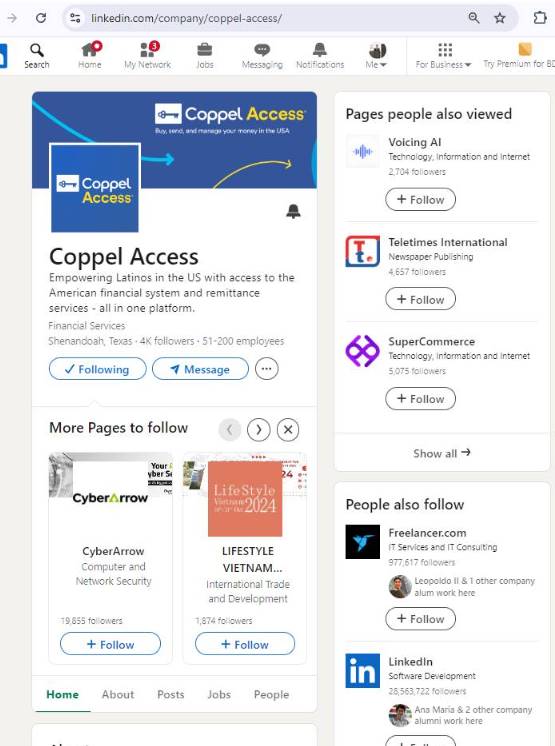 linkedin.com/company/coppel-access/
Search
Home
3
My Network
Jobs
Messaging
Notifications
Me
For Business
Try Premium for
Coppel Access
Buy, send, and manage your money in the USA
Coppel
Access
Coppel Access
Empowering Latinos in the US with access to the
American financial system and remittance
services - all in one platform.
Financial Services
Shenandoah, Texas · 4K followers · 51-200 employees
Following
Message
More Pages to follow
CyberArrow
CyberArrow
Computer and
Network Security
19,855 followers
+ Follow
LifeStyle
Vietnam
2024
24
LIFESTYLE
VIETNAM...
International Trade
and Development
1,874 followers
+ Follow
Home
About
Posts
Jobs
People
Pages people also viewed
Voicing AI
Technology, Information and Internet
2,704 followers
+ Follow
Teletimes International
Newspaper Publishing
4,657 followers
+ Follow
SuperCommerce
Technology, Information and Internet
5,075 followers
+ Follow
Show all →
People also follow
Freelancer.com
IT Services and IT Consulting
977,617 followers
Leopoldo II & 1 other company
alum work here
+ Follow
in
LinkedIn
Software Development
28,563,722 followers
Ana María & 2 other company
alumni work here